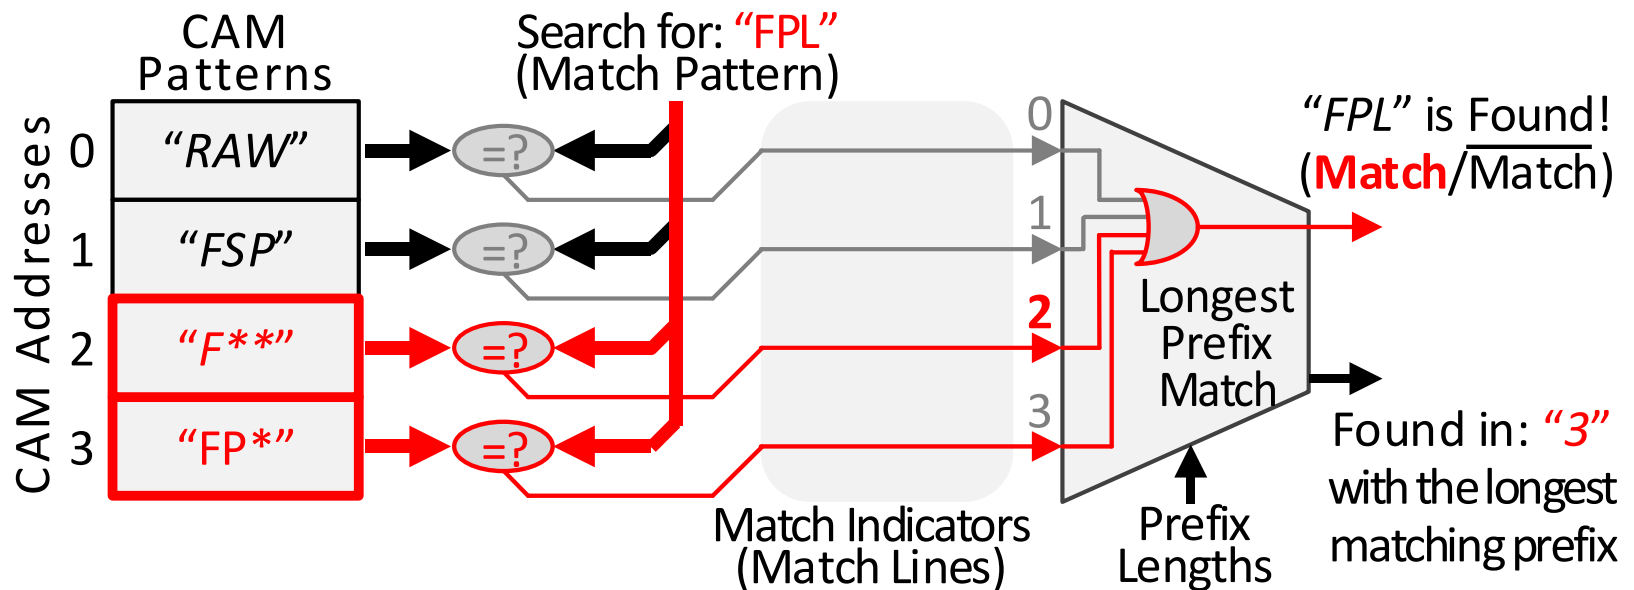 CAM
Patterns
Search for: “FPL”
(Match Pattern)
CAM Addresses
0
“RAW”
=?
0
1
“FSP”
=?
1
2
“F**”
=?
2
3
“FP*”
=?
3
Longest
Prefix
Match
“FPL” is Found!
(Match/Match)
Found in: “3”
with the longest
matching prefix
Match Indicators
(Match Lines)
Prefix
Lengths